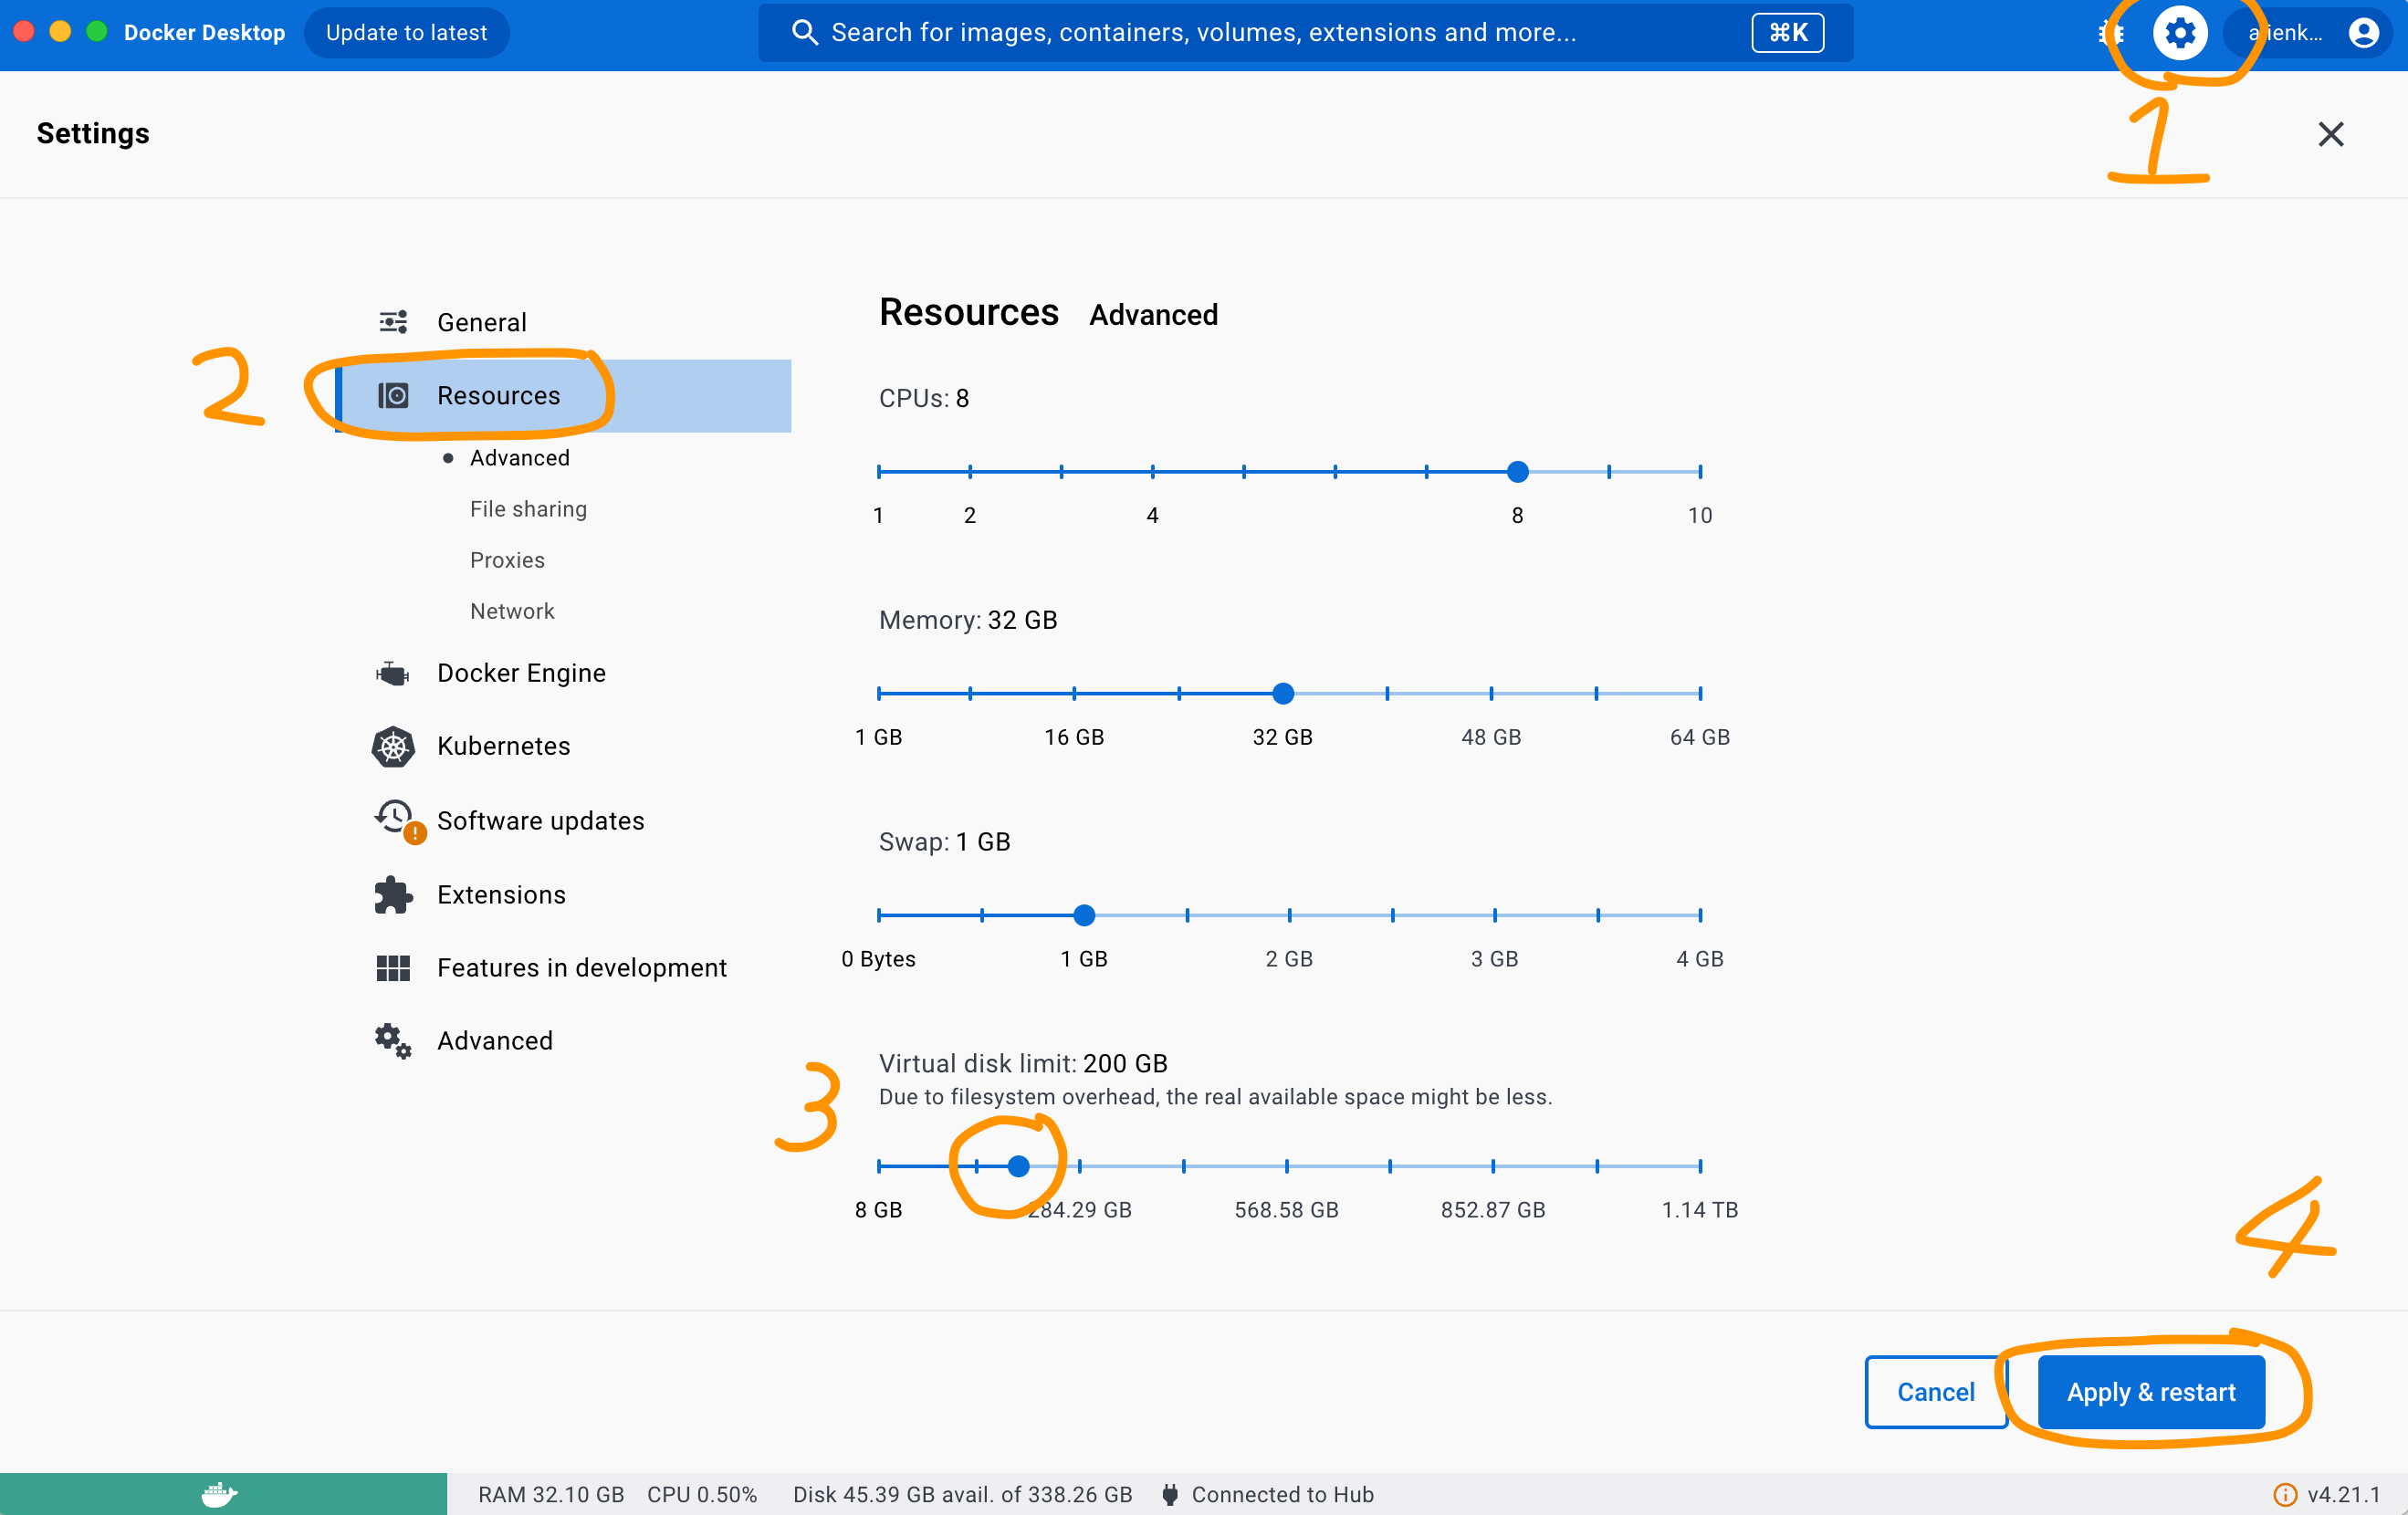 Docker Desktop
Update to latest
Search for images, containers, volumes, extensions and more...
⌘K
1
Settings
General
2
Resources
Advanced
File sharing
Proxies
Network
Docker Engine
Kubernetes
Software updates
Extensions
Features in development
Advanced
Resources Advanced
CPUs: 8
1 2 4 8 10
Memory: 32 GB
1 GB 16 GB 32 GB 48 GB 64 GB
Swap: 1 GB
0 Bytes 1 GB 2 GB 3 GB 4 GB
3
Virtual disk limit: 200 GB
Due to filesystem overhead, the real available space might be less.
8 GB 284.29 GB 568.58 GB 852.87 GB 1.14 TB
4
Cancel
Apply & restart
RAM 32.10 GB CPU 0.50% Disk 45.39 GB avail. of 338.26 GB Connected to Hub
v4.21.1